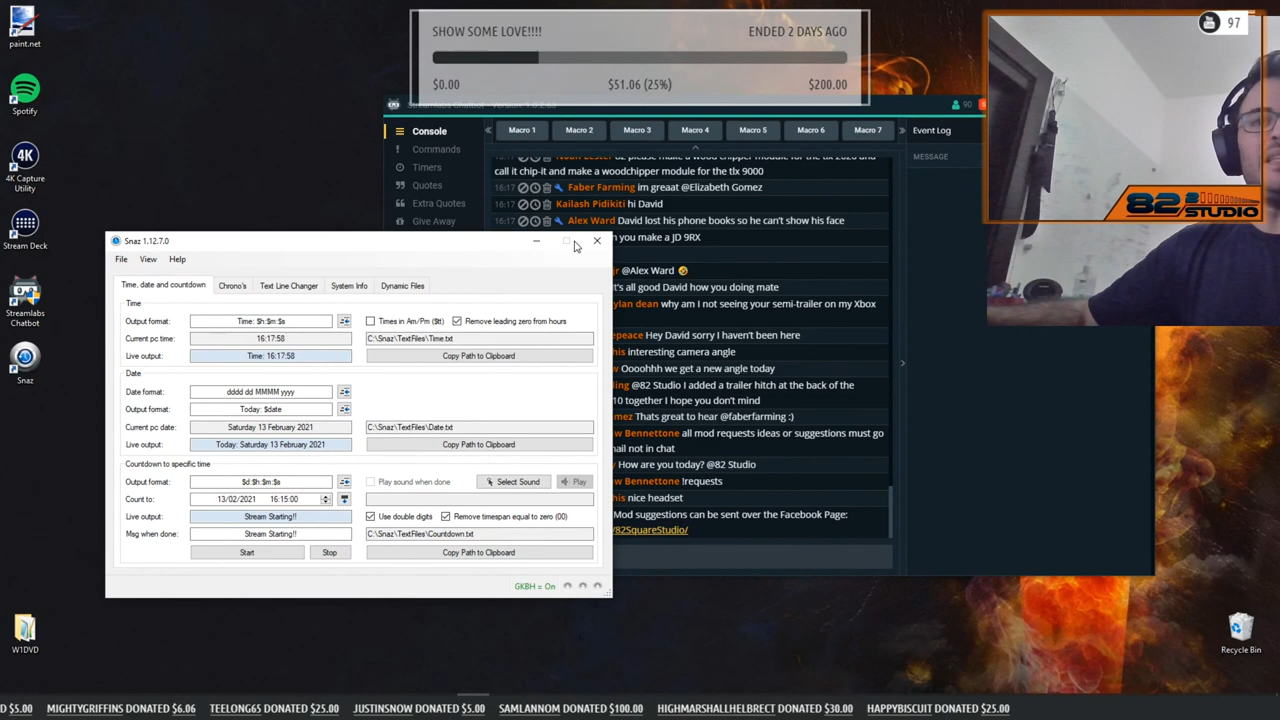 paint.net
Spotify
4K Capture
Utility
Stream Deck
Streamlabs
Chatbot
Snaz
W1DVD
Recycle Bin
SHOW SOME LOVE!!!!
ENDED 2 DAYS AGO
$0.00
$51.06 (25%)
$200.00
97
82
STUDIO
90
Console
Commands
Timers
Quotes
Extra Quotes
Give Away
Macro 1
Macro 2
Macro 3
Macro 4
Macro 5
Macro 6
Macro 7
Event Log
MESSAGE
call it chip-it and make a woodchipper module for the tlx 9000
16:17 Faber Farming im greaat @Elizabeth Gomez
16:17 Kailash Pidikiti hi David
16:17 Alex Ward David lost his phone books so he can't show his face
you make a JD 9RX
@Alex Ward 🤣
it's all good David how you doing mate
ylan dean why am I not seeing your semi-trailer on my Xbox
epeace Hey David sorry I haven't been here
his interesting camera angle
Ooohhh we get a new angle today
ling @82 Studio I added a trailer hitch at the back of the
10 together I hope you don't mind
mez Thats great to hear @faberfarming :)
w Bennettone all mod requests ideas or suggestions must go
nail not in chat
How are you today? @82 Studio
w Bennettone !requests
his nice headset
Mod suggestions can be sent over the Facebook Page:
/82SquareStudio/
Snaz 1.12.7.0
File
View
Help
Time, date and countdown
Chrono's
Text Line Changer
System Info
Dynamic Files
Time
Output format:
Time: $h:$m:$s
Times in Am/Pm ($tt)
Remove leading zero from hours
Current pc time:
16:17:58
C:\Snaz\TextFiles\Time.txt
Live output:
Time: 16:17:58
Copy Path to Clipboard
Date
Date format:
dddd dd MMMM yyyy
Output format:
Today: $date
Current pc date:
Saturday 13 February 2021
C:\Snaz\TextFiles\Date.txt
Live output:
Today: Saturday 13 February 2021
Copy Path to Clipboard
Countdown to specific time
Output format:
$d:$h:$m:$s
Play sound when done
Select Sound
Play
Count to:
13/02/2021 16:15:00
Live output:
Stream Starting!!
Use double digits
Remove timespan equal to zero (00)
Msg when done:
Stream Starting!!
C:\Snaz\TextFiles\Countdown.txt
Start
Stop
Copy Path to Clipboard
GKBH = On
D $5.00 MIGHTYGRIFFINS DONATED $6.06 TEELONG65 DONATED $25.00 JUSTINSNOW DONATED $5.00 SAMLANNOM DONATED $100.00 HIGHMARSHALLHELBRECT DONATED $30.00 HAPPYBISCUIT DONATED $25.00